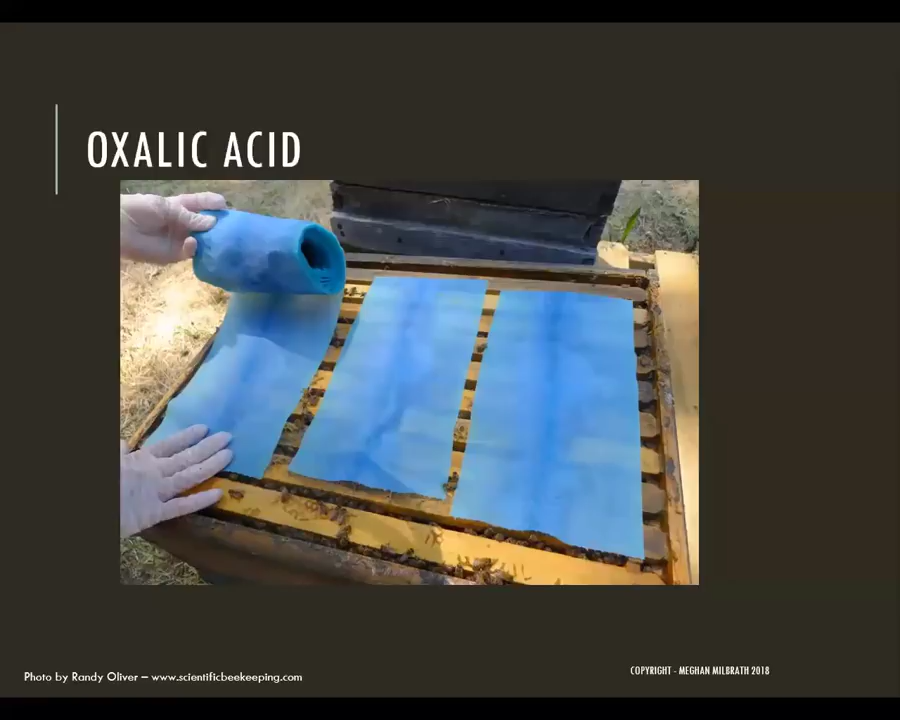 OXALIC ACID
Photo by Randy Oliver – www.scientificbeekeeping.com
COPYRIGHT - MEGHAN MILBRATH 2018